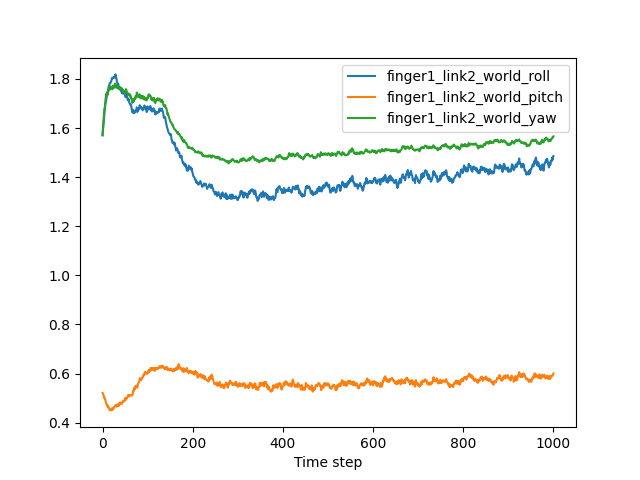 finger1_link2_world_roll
finger1_link2_world_pitch
finger1_link2_world_yaw
1.8
1.6
1.4
1.2
1.0
0.8
0.6
0.4
0 200 400 600 800 1000
Time step